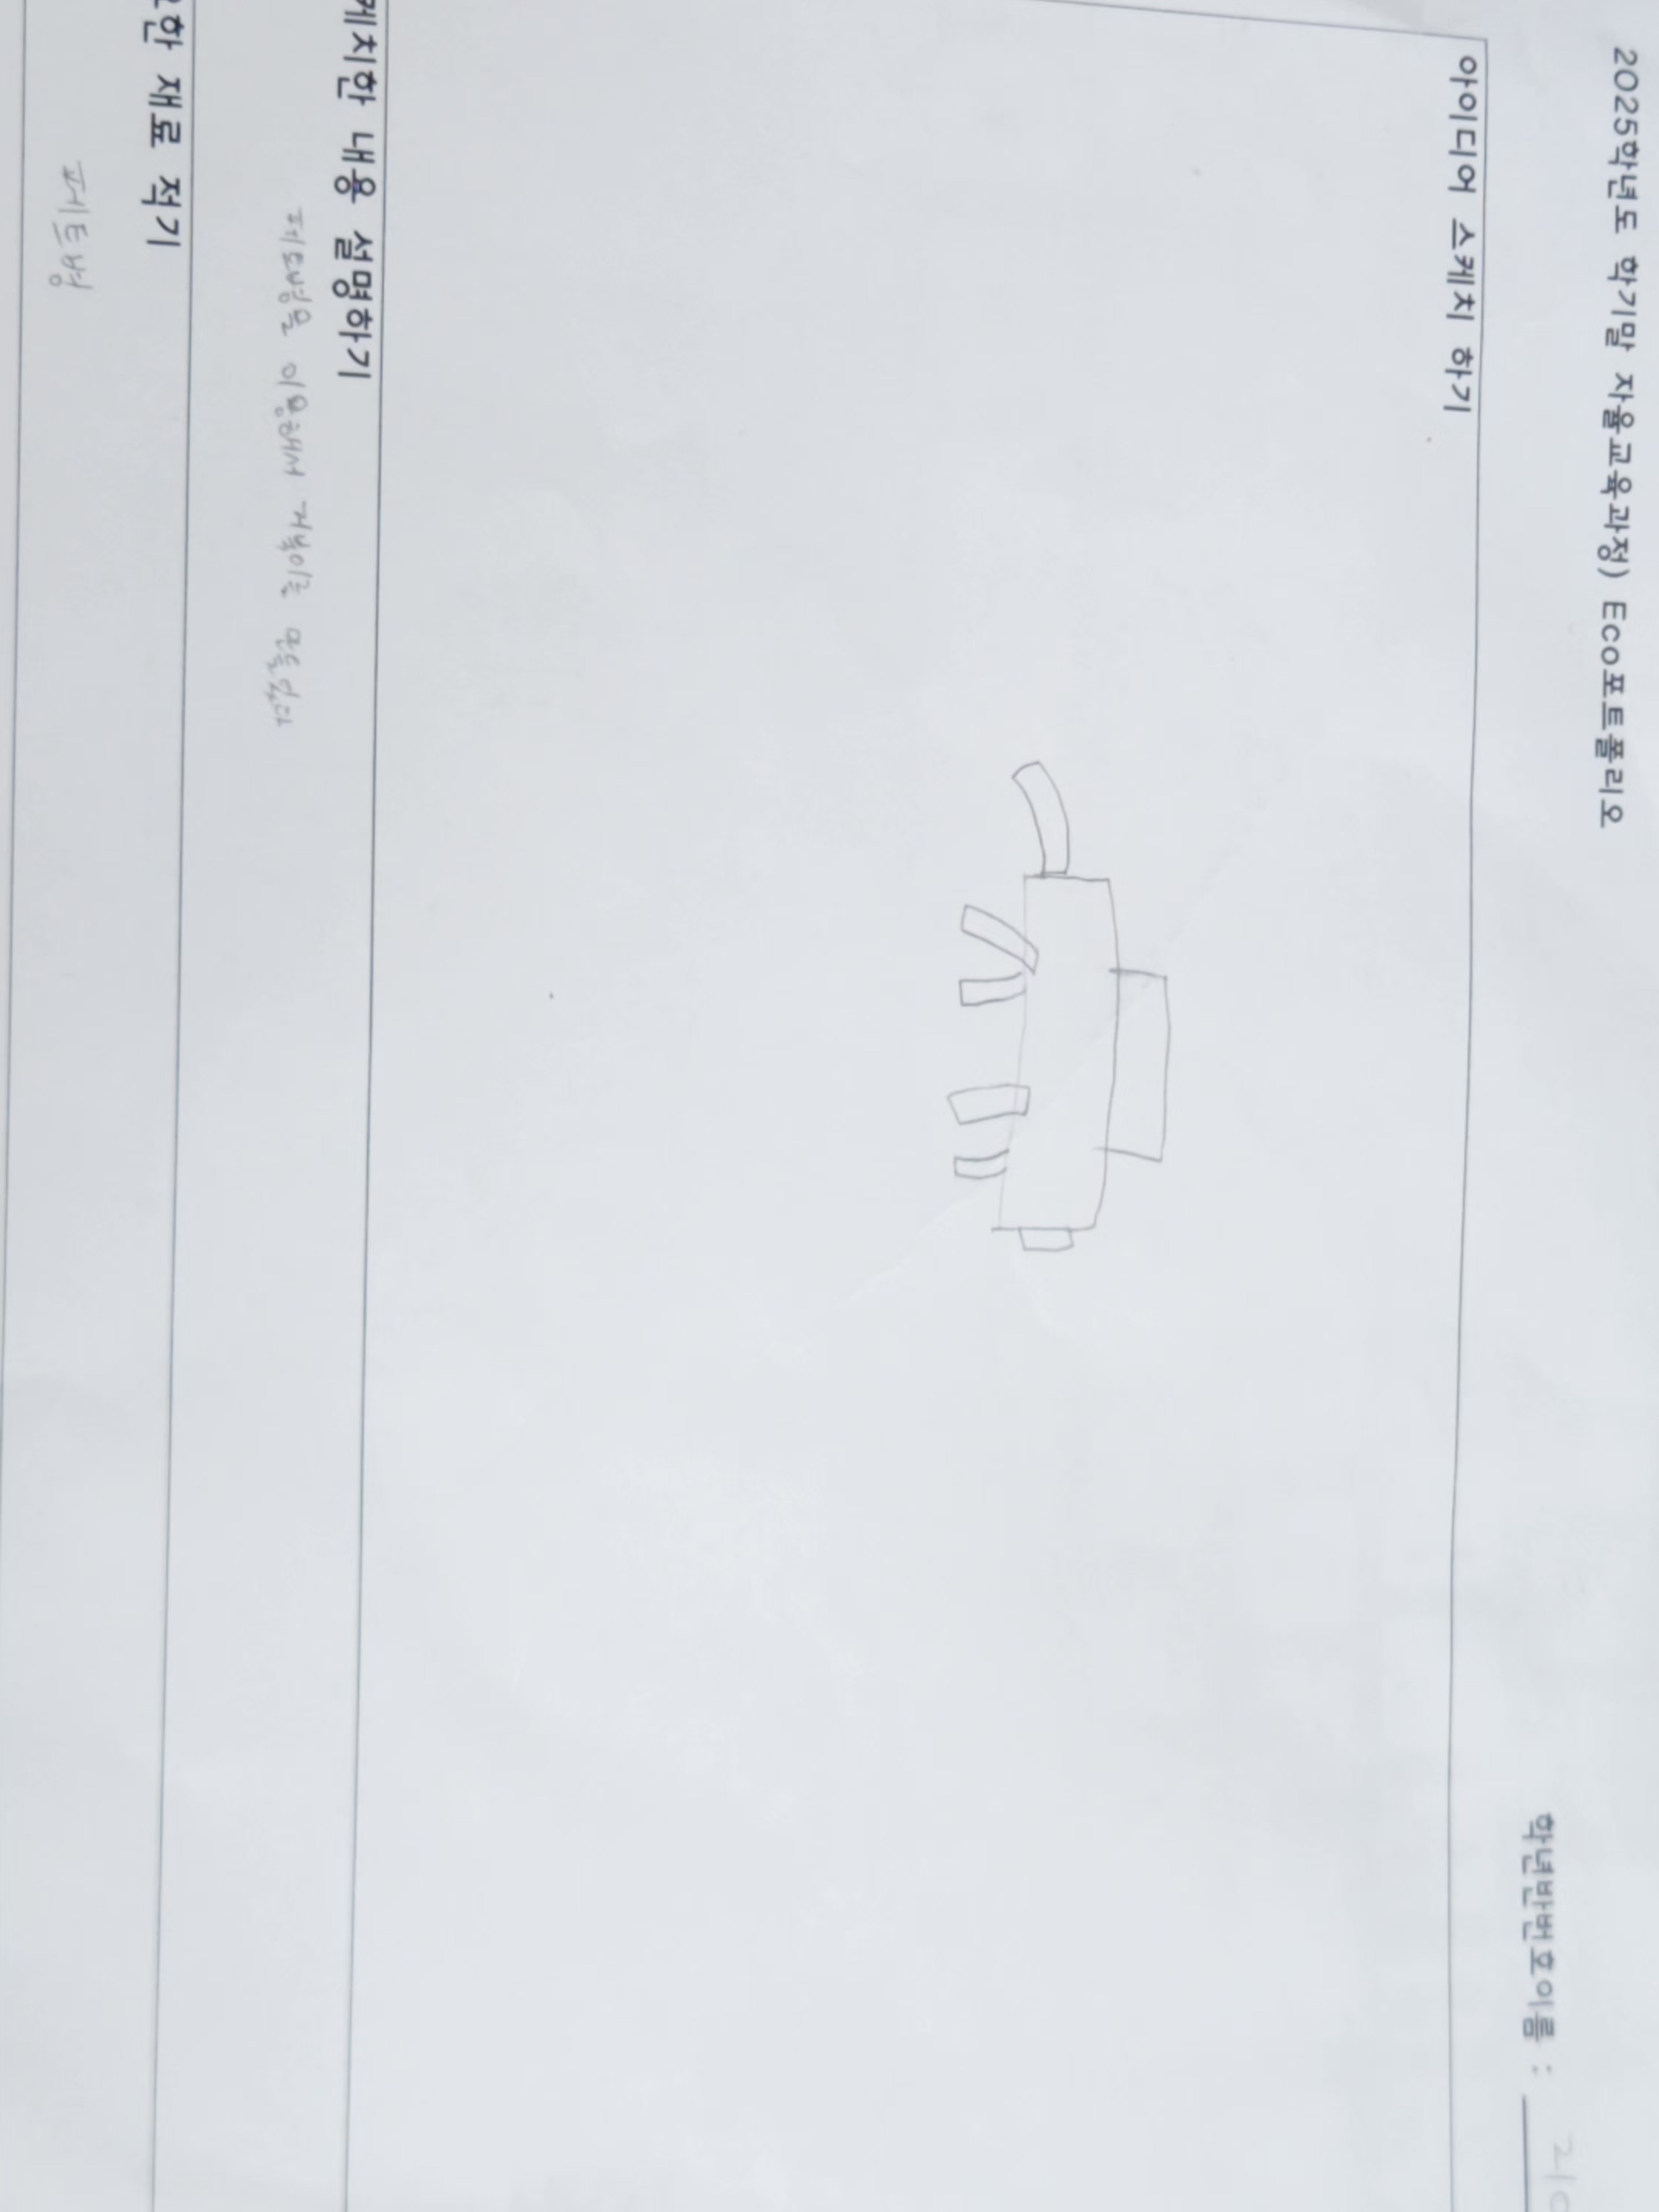 2025학년도 학기말 자율교육과정) Eco포트폴리오
학년반번호이름 : 210
아이디어 스케치 하기
케치한 내용 설명하기
페트병을 이용해서 거북이를 만들었다
한 재료 적기
페트병